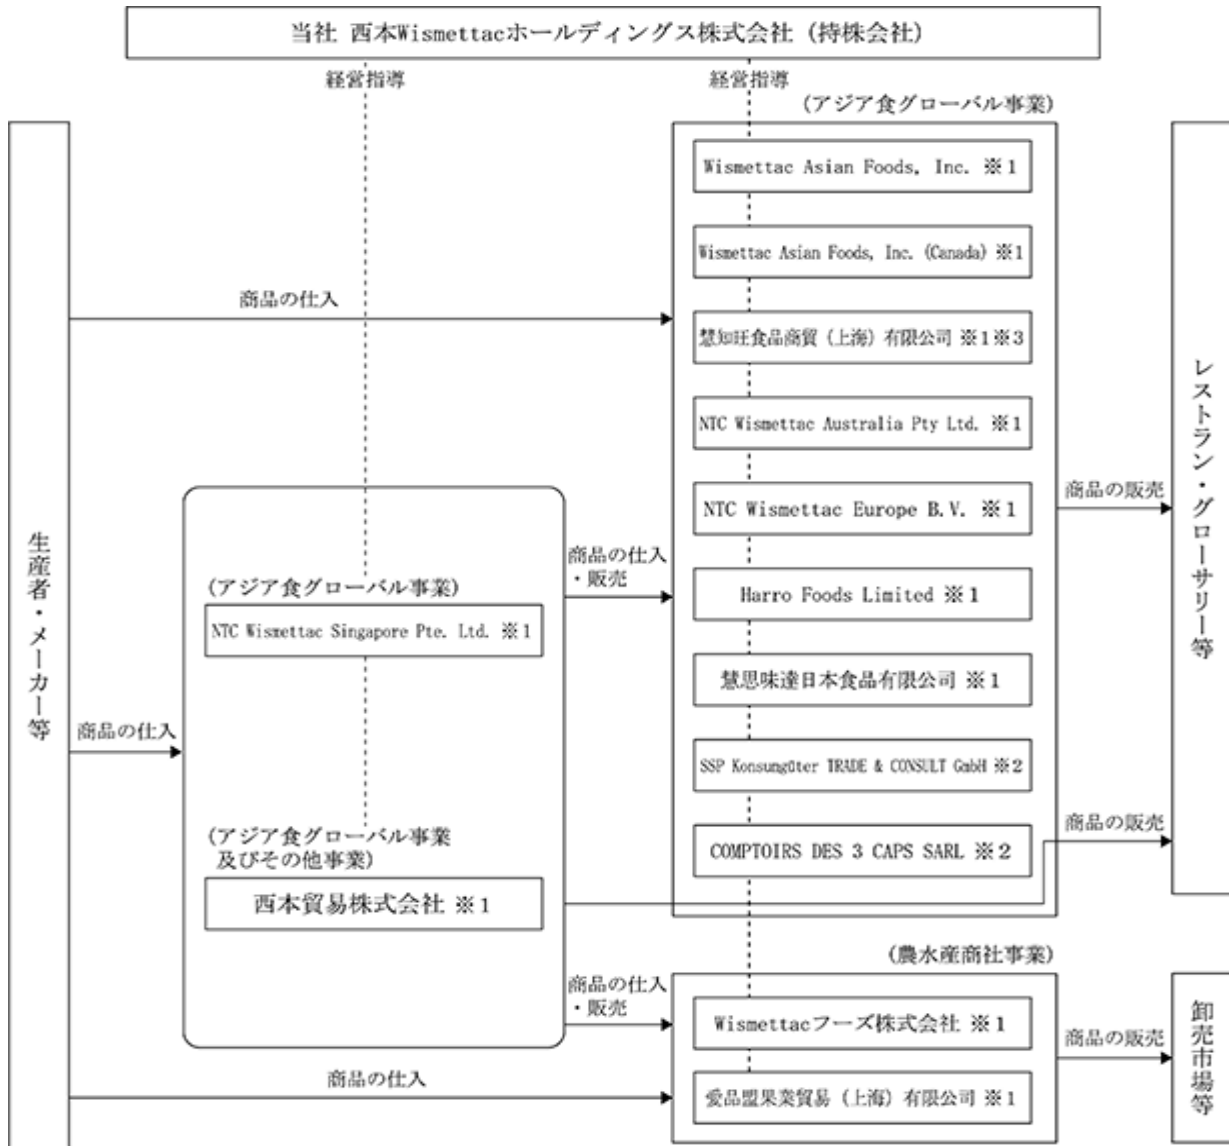 当社 西本Wismettacホールディングス株式会社（持株会社）
経営指導
経営指導
(アジア食グローバル事業)
Wismettac Asian Foods, Inc. ※1
Wismettac Asian Foods, Inc. (Canada) ※1
商品の仕入
慧知旺食品商貿（上海）有限公司 ※1※3
NTC Wismettac Australia Pty Ltd. ※1
NTC Wismettac Europe B.V. ※1
商品の販売
レストラン・グローサリー等
生産者・メーカー等
商品の仕入
・販売
(アジア食グローバル事業)
NTC Wismettac Singapore Pte. Ltd. ※1
Harro Foods Limited ※1
慧思味達日本食品有限公司 ※1
商品の仕入
SSP Konsungüter TRADE & CONSULT GmbH ※2
(アジア食グローバル事業
及びその他事業)
西本貿易株式会社 ※1
COMPTOIRS DES 3 CAPS SARL ※2
商品の販売
(農水産商社事業)
商品の仕入
・販売
Wismettacフーズ株式会社 ※1
商品の販売
卸売市場等
商品の仕入
愛品盟果業貿易（上海）有限公司 ※1